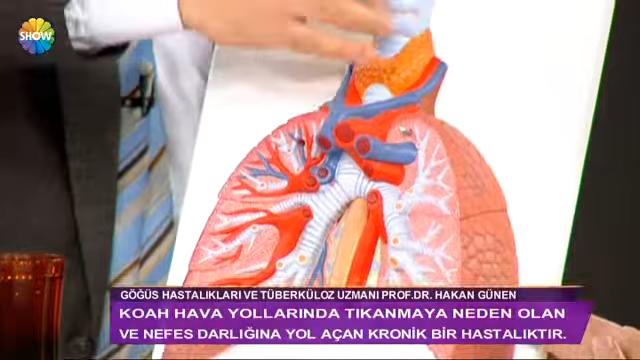 SHOW
GÖĞÜS HASTALIKLARI VE TÜBERKÜLOZ UZMANI PROF.DR. HAKAN GÜNEN
KOAH HAVA YOLLARINDA TIKANMAYA NEDEN OLAN
VE NEFES DARLIĞINA YOL AÇAN KRONİK BİR HASTALIKTIR.